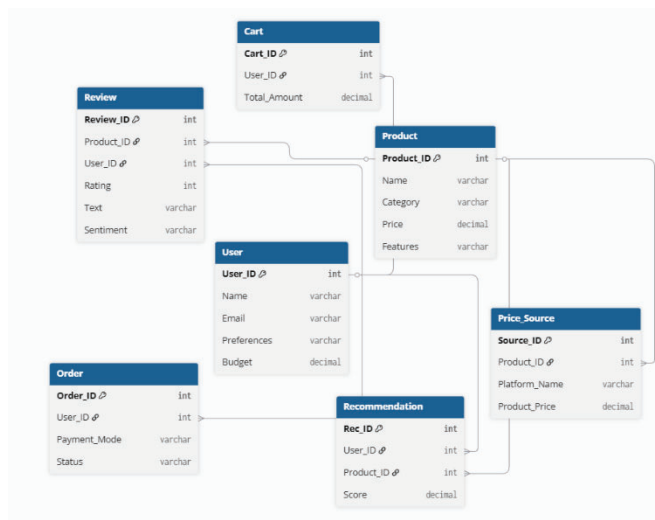 Cart
Cart_ID int
User_ID int
Total_Amount decimal
Review
Review_ID int
Product_ID int
User_ID int
Rating int
Text varchar
Sentiment varchar
Product
Product_ID int
Name varchar
Category varchar
Price decimal
Features varchar
User
User_ID int
Name varchar
Email varchar
Preferences varchar
Budget decimal
Price_Source
Source_ID int
Product_ID int
Platform_Name varchar
Product_Price decimal
Order
Order_ID int
User_ID int
Payment_Mode varchar
Status varchar
Recommendation
Rec_ID int
User_ID int
Product_ID int
Score decimal